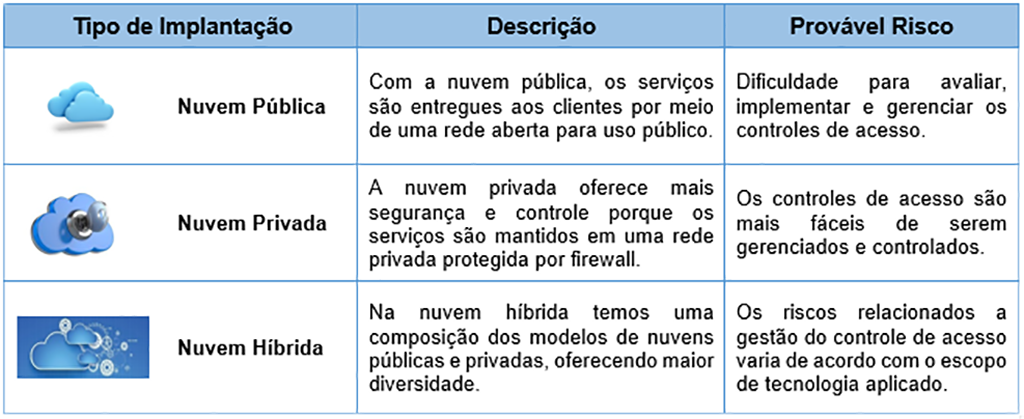 Tipo de Implantação
Descrição
Provável Risco
Nuvem Pública
Com a nuvem pública, os serviços
são entregues aos clientes por meio
de uma rede aberta para uso público.
Dificuldade para avaliar,
implementar e gerenciar os
controles de acesso.
Nuvem Privada
A nuvem privada oferece mais
segurança e controle porque os
serviços são mantidos em uma rede
privada protegida por firewall.
Os controles de acesso são
mais fáceis de serem
gerenciados e controlados.
Nuvem Híbrida
Na nuvem híbrida temos uma
composição dos modelos de nuvens
públicas e privadas, oferecendo maior
diversidade.
Os riscos relacionados a
gestão do controle de acesso
varia de acordo com o escopo
de tecnologia aplicado.